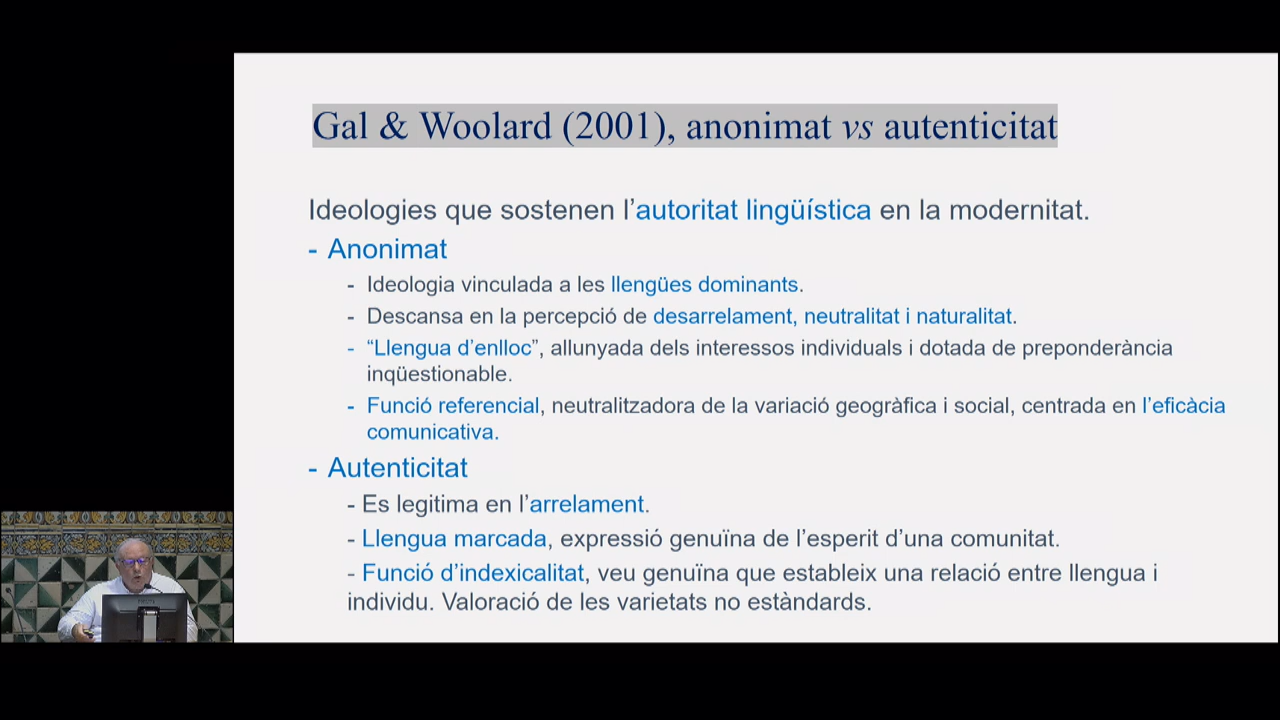 Gal & Woolard (2001), anonimat vs autenticitat
Ideologies que sostenen l’autoritat lingüística en la modernitat.
- Anonimat
- Ideologia vinculada a les llengües dominants.
- Descansa en la percepció de desarrelament, neutralitat i naturalitat.
- “Llengua d’enlloc”, allunyada dels interessos individuals i dotada de preponderància
inqüestionable.
- Funció referencial, neutralitzadora de la variació geogràfica i social, centrada en l’eficàcia
comunicativa.
- Autenticitat
- Es legitima en l’arrelament.
- Llengua marcada, expressió genuïna de l’esperit d’una comunitat.
- Funció d’indexicalitat, veu genuïna que estableix una relació entre llengua i
individu. Valoració de les varietats no estàndards.